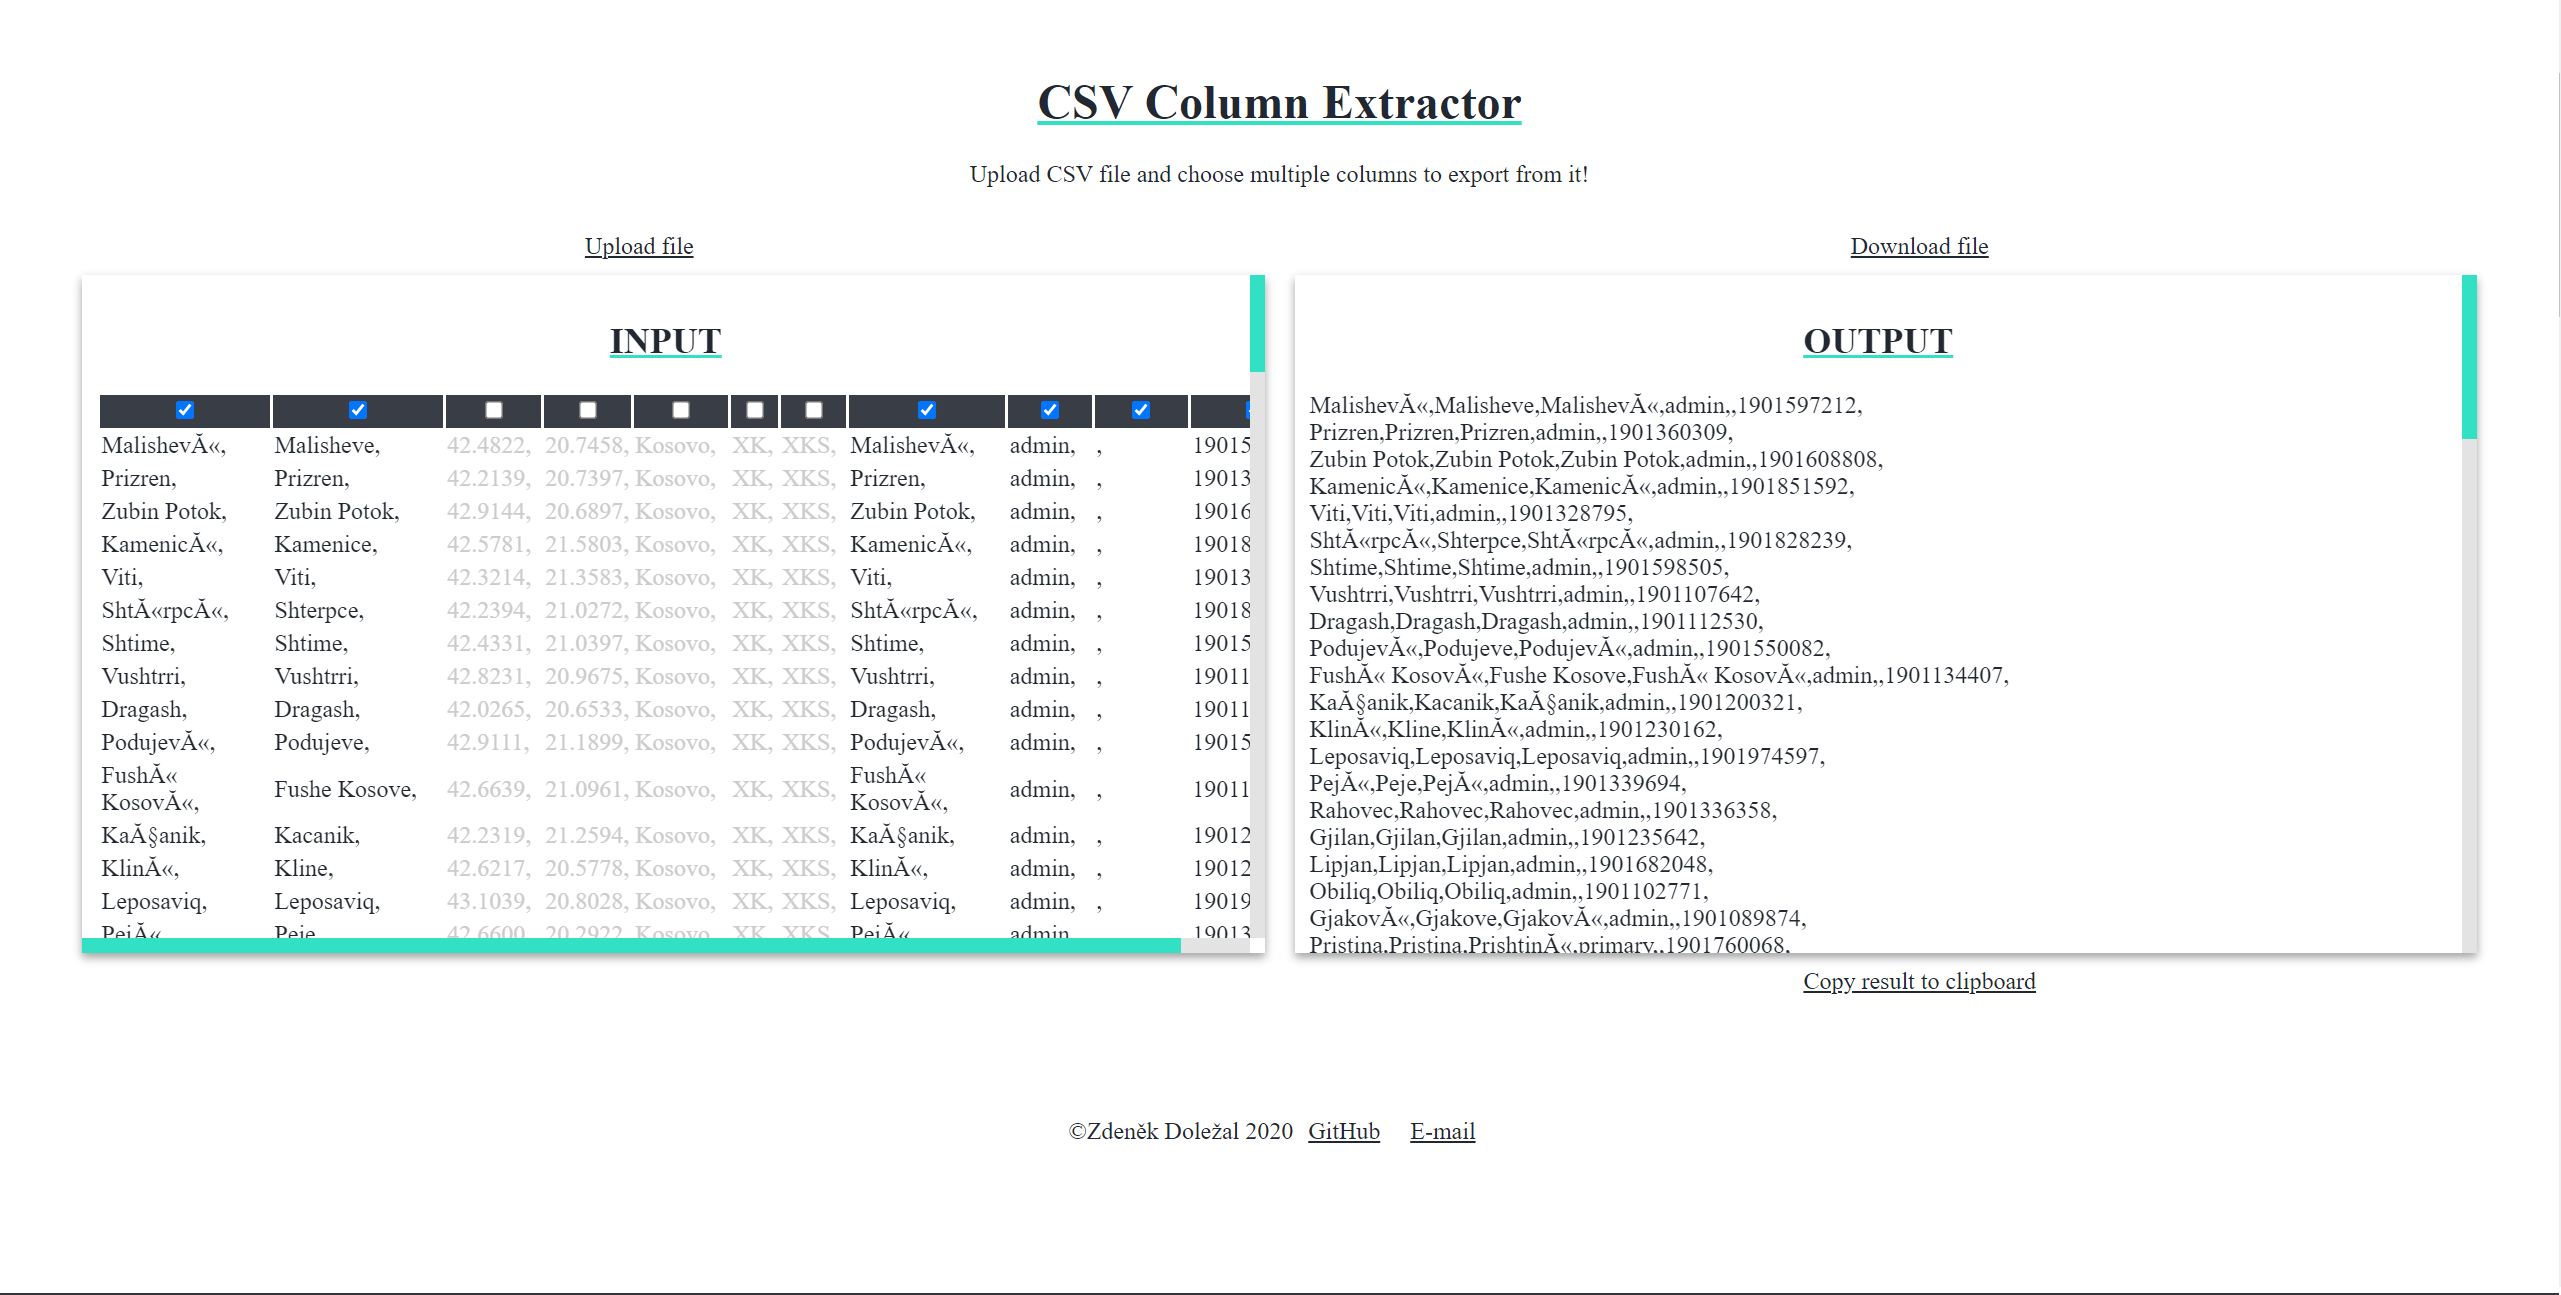 CSV Column Extractor
Upload CSV file and choose multiple columns to export from it!
Upload file
Download file
INPUT
MalishevĂ«, Malisheve, 42.4822, 20.7458, Kosovo, XK, XKS, MalishevĂ«, admin, , 19015
Prizren, Prizren, 42.2139, 20.7397, Kosovo, XK, XKS, Prizren, admin, , 19013
Zubin Potok, Zubin Potok, 42.9144, 20.6897, Kosovo, XK, XKS, Zubin Potok, admin, , 19016
KamenicĂ«, Kamenice, 42.5781, 21.5803, Kosovo, XK, XKS, KamenicĂ«, admin, , 19018
Viti, Viti, 42.3214, 21.3583, Kosovo, XK, XKS, Viti, admin, , 19013
ShtĂ«rpcĂ«, Shterpce, 42.2394, 21.0272, Kosovo, XK, XKS, ShtĂ«rpcĂ«, admin, , 19018
Shtime, Shtime, 42.4331, 21.0397, Kosovo, XK, XKS, Shtime, admin, , 19015
Vushtrri, Vushtrri, 42.8231, 20.9675, Kosovo, XK, XKS, Vushtrri, admin, , 19011
Dragash, Dragash, 42.0265, 20.6533, Kosovo, XK, XKS, Dragash, admin, , 19011
PodujevĂ«, Podujeve, 42.9111, 21.1899, Kosovo, XK, XKS, PodujevĂ«, admin, , 19015
FushĂ« KosovĂ«, Fushe Kosove, 42.6639, 21.0961, Kosovo, XK, XKS, FushĂ« KosovĂ«, admin, , 19011
KaĂ§anik, Kacanik, 42.2319, 21.2594, Kosovo, XK, XKS, KaĂ§anik, admin, , 19012
KlinĂ«, Kline, 42.6217, 20.5778, Kosovo, XK, XKS, KlinĂ«, admin, , 19012
Leposaviq, Leposaviq, 43.1039, 20.8028, Kosovo, XK, XKS, Leposaviq, admin, , 19019
PejĂ« Peje 42.6600 20.2922 Kosovo XK XKS PejĂ« admin 19013
OUTPUT
MalishevĂ«,Malisheve,MalishevĂ«,admin,,1901597212,
Prizren,Prizren,Prizren,admin,,1901360309,
Zubin Potok,Zubin Potok,Zubin Potok,admin,,1901608808,
KamenicĂ«,Kamenice,KamenicĂ«,admin,,1901851592,
Viti,Viti,Viti,admin,,1901328795,
ShtĂ«rpcĂ«,Shterpce,ShtĂ«rpcĂ«,admin,,1901828239,
Shtime,Shtime,Shtime,admin,,1901598505,
Vushtrri,Vushtrri,Vushtrri,admin,,1901107642,
Dragash,Dragash,Dragash,admin,,1901112530,
PodujevĂ«,Podujeve,PodujevĂ«,admin,,1901550082,
FushĂ« KosovĂ«,Fushe Kosove,FushĂ« KosovĂ«,admin,,1901134407,
KaĂ§anik,Kacanik,KaĂ§anik,admin,,1901200321,
KlinĂ«,Kline,KlinĂ«,admin,,1901230162,
Leposaviq,Leposaviq,Leposaviq,admin,,1901974597,
PejĂ«,Peje,PejĂ«,admin,,1901339694,
Rahovec,Rahovec,Rahovec,admin,,1901336358,
Gjilan,Gjilan,Gjilan,admin,,1901235642,
Lipjan,Lipjan,Lipjan,admin,,1901682048,
Obiliq,Obiliq,Obiliq,admin,,1901102771,
GjakovĂ«,Gjakove,GjakovĂ«,admin,,1901089874,
Pristina,Pristina,PrishtinĂ«,primary,,1901760068,
Copy result to clipboard
©Zdeněk Doležal 2020 GitHub E-mail